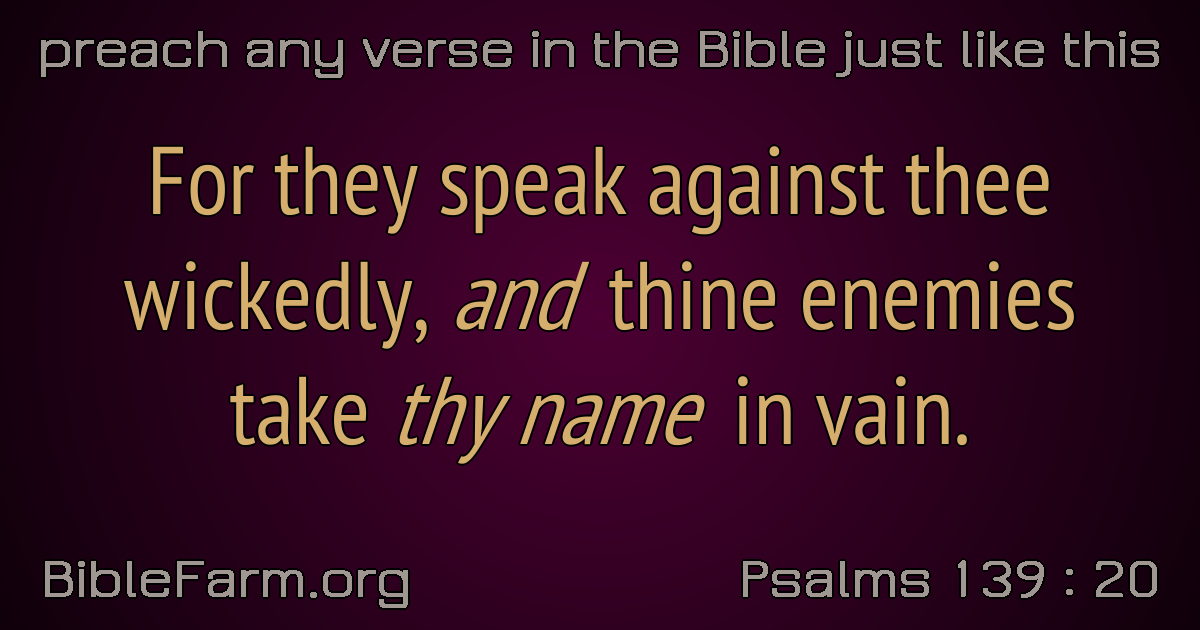 preach any verse in the Bible just like this
For they speak against thee
wickedly, and thine enemies
take thy name in vain.
BibleFarm.org
Psalms 139 : 20